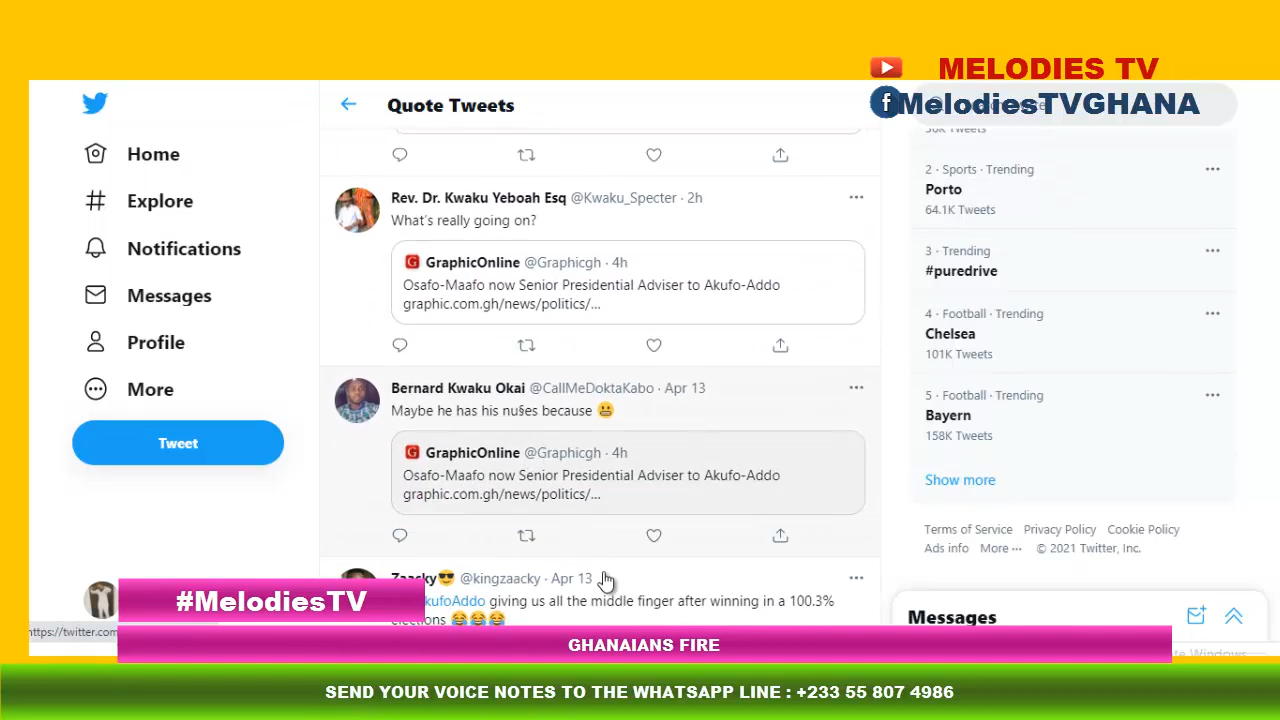 MELODIES TV
MelodiesTVGHANA
Home
Explore
Notifications
Messages
Profile
More
Tweet
Quote Tweets
Rev. Dr. Kwaku Yeboah Esq @Kwaku_Specter · 2h
What's really going on?
GraphicOnline @Graphicgh · 4h
Osafo-Maafo now Senior Presidential Adviser to Akufo-Addo
graphic.com.gh/news/politics/...
Bernard Kwaku Okai @CallMeDoktaKabo · Apr 13
Maybe he has his nu§es because 😬
GraphicOnline @Graphicgh · 4h
Osafo-Maafo now Senior Presidential Adviser to Akufo-Addo
graphic.com.gh/news/politics/...
Zaacky😎 @kingzaacky · Apr 13
kufoAddo giving us all the middle finger after winning in a 100.3%
elections 😂😂😂
Tweets
2 · Sports · Trending
Porto
64.1K Tweets
3 · Trending
#puredrive
4 · Football · Trending
Chelsea
101K Tweets
5 · Football · Trending
Bayern
158K Tweets
Show more
Terms of Service Privacy Policy Cookie Policy
Ads info More ··· © 2021 Twitter, Inc.
Messages
https://twitter.com
#MelodiesTV
GHANAIANS FIRE
SEND YOUR VOICE NOTES TO THE WHATSAPP LINE : +233 55 807 4986